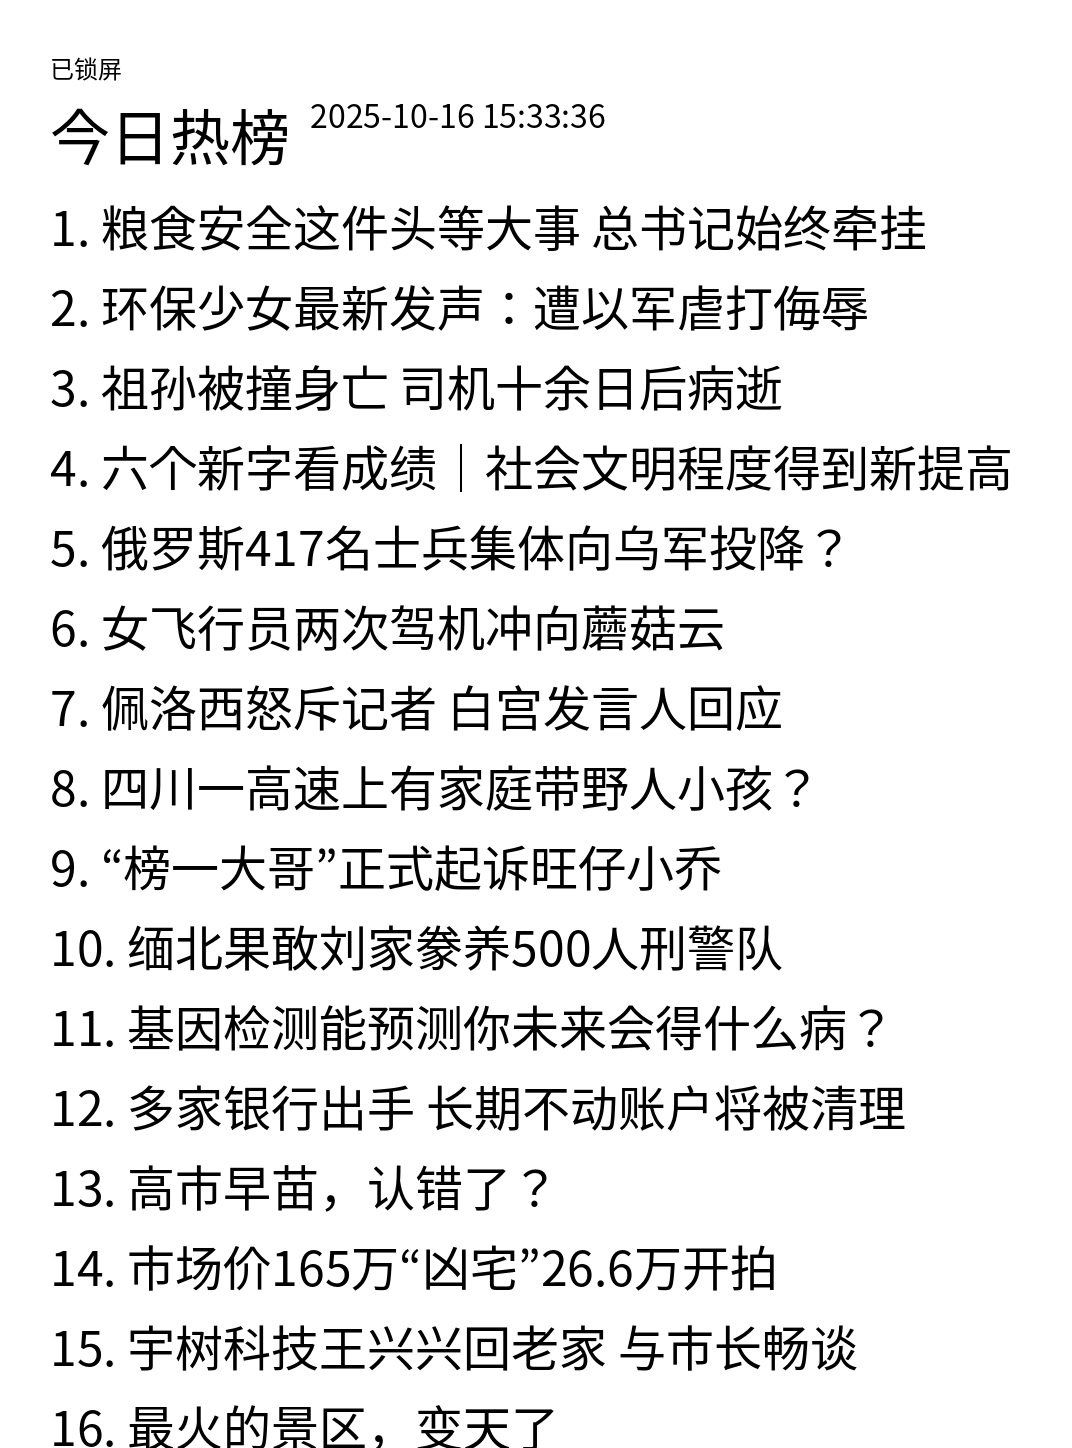 已锁屏
今日热榜 2025-10-16 15:33:36
1. 粮食安全这件头等大事 总书记始终牵挂
2. 环保少女最新发声：遭以军虐打侮辱
3. 祖孙被撞身亡 司机十余日后病逝
4. 六个新字看成绩｜社会文明程度得到新提高
5. 俄罗斯417名士兵集体向乌军投降？
6. 女飞行员两次驾机冲向蘑菇云
7. 佩洛西怒斥记者 白宫发言人回应
8. 四川一高速上有家庭带野人小孩？
9. “榜一大哥”正式起诉旺仔小乔
10. 缅北果敢刘家豢养500人刑警队
11. 基因检测能预测你未来会得什么病？
12. 多家银行出手 长期不动账户将被清理
13. 高市早苗，认错了？
14. 市场价165万“凶宅”26.6万开拍
15. 宇树科技王兴兴回老家 与市长畅谈
16. 最火的景区，变天了